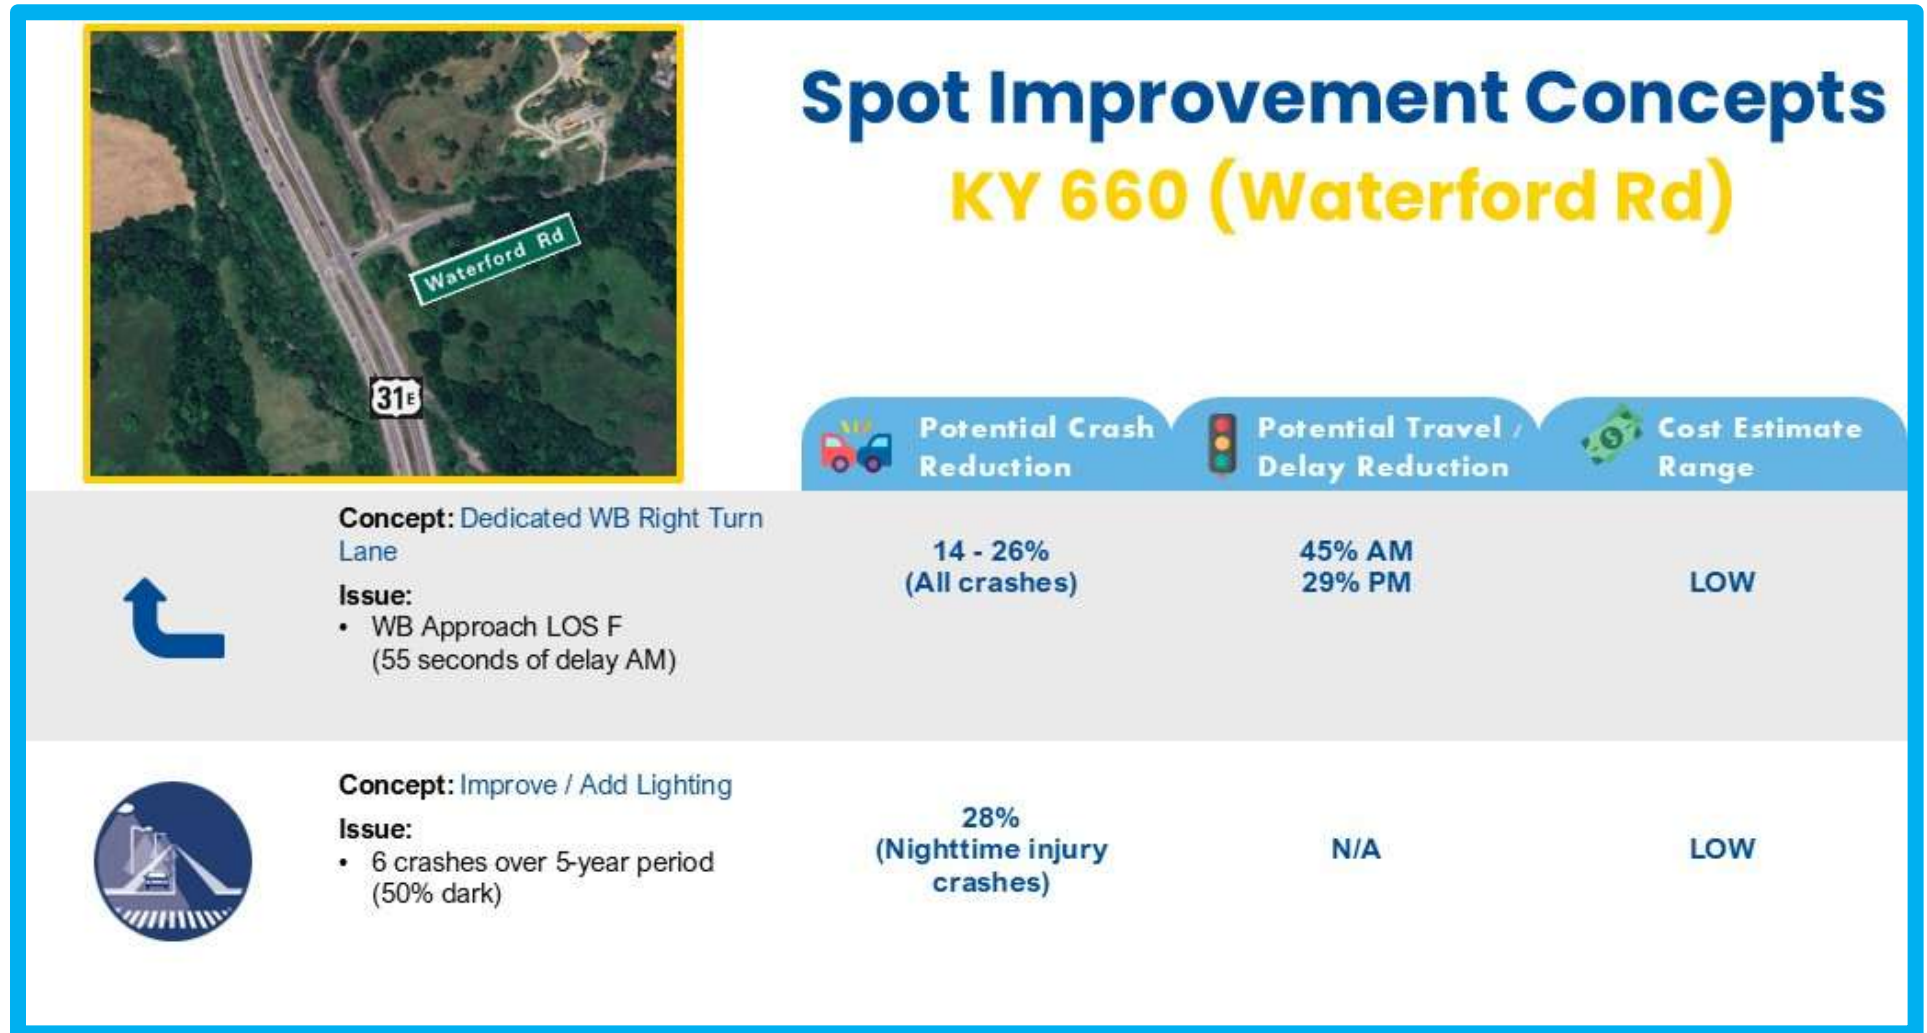 Spot Improvement Concepts
KY 660 (Waterford Rd)
Waterford Rd
31E
Potential Crash
Reduction
Potential Travel /
Delay Reduction
Cost Estimate
Range
Concept: Dedicated WB Right Turn
Lane
Issue:
• WB Approach LOS F
(55 seconds of delay AM)
14 - 26%
(All crashes)
45% AM
29% PM
LOW
Concept: Improve / Add Lighting
Issue:
• 6 crashes over 5-year period
(50% dark)
28%
(Nighttime injury
crashes)
N/A
LOW